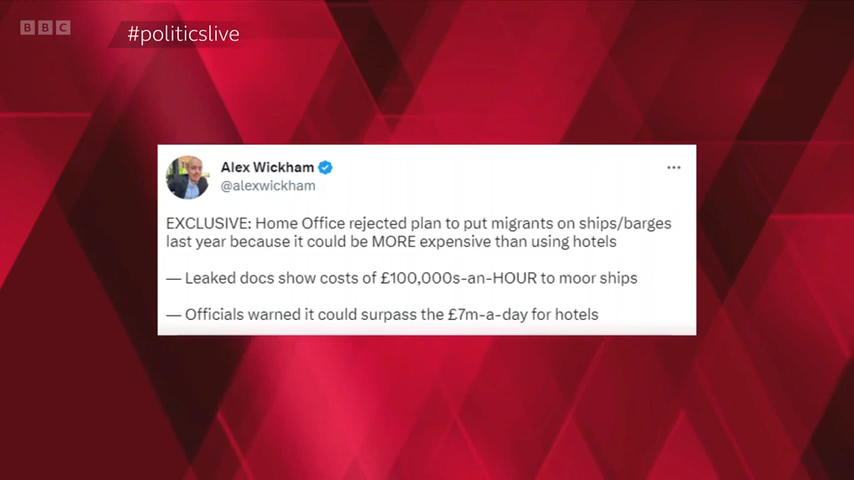 BBC
#politicslive
Alex Wickham
@alexwickham
EXCLUSIVE: Home Office rejected plan to put migrants on ships/barges
last year because it could be MORE expensive than using hotels
— Leaked docs show costs of £100,000s-an-HOUR to moor ships
— Officials warned it could surpass the £7m-a-day for hotels